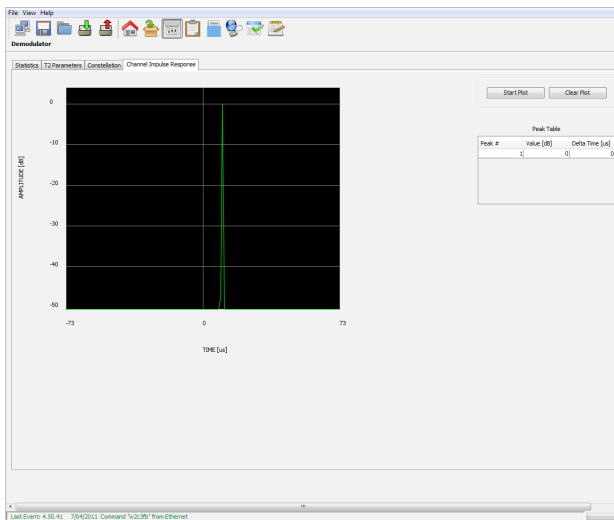 File View Help
Demodulator
Statistics T2 Parameters Constellation Channel Impulse Response
Start Plot Clear Plot
Peak Table
Peak # Value [dB] Delta Time [us]
1 0 0
AMPLITUDE [dB]
0
-10
-20
-30
-40
-50
-73 0 73
TIME [us]
Last Event: 4.50.41 7/04/2011 Command "w2c3fb" from Ethernet